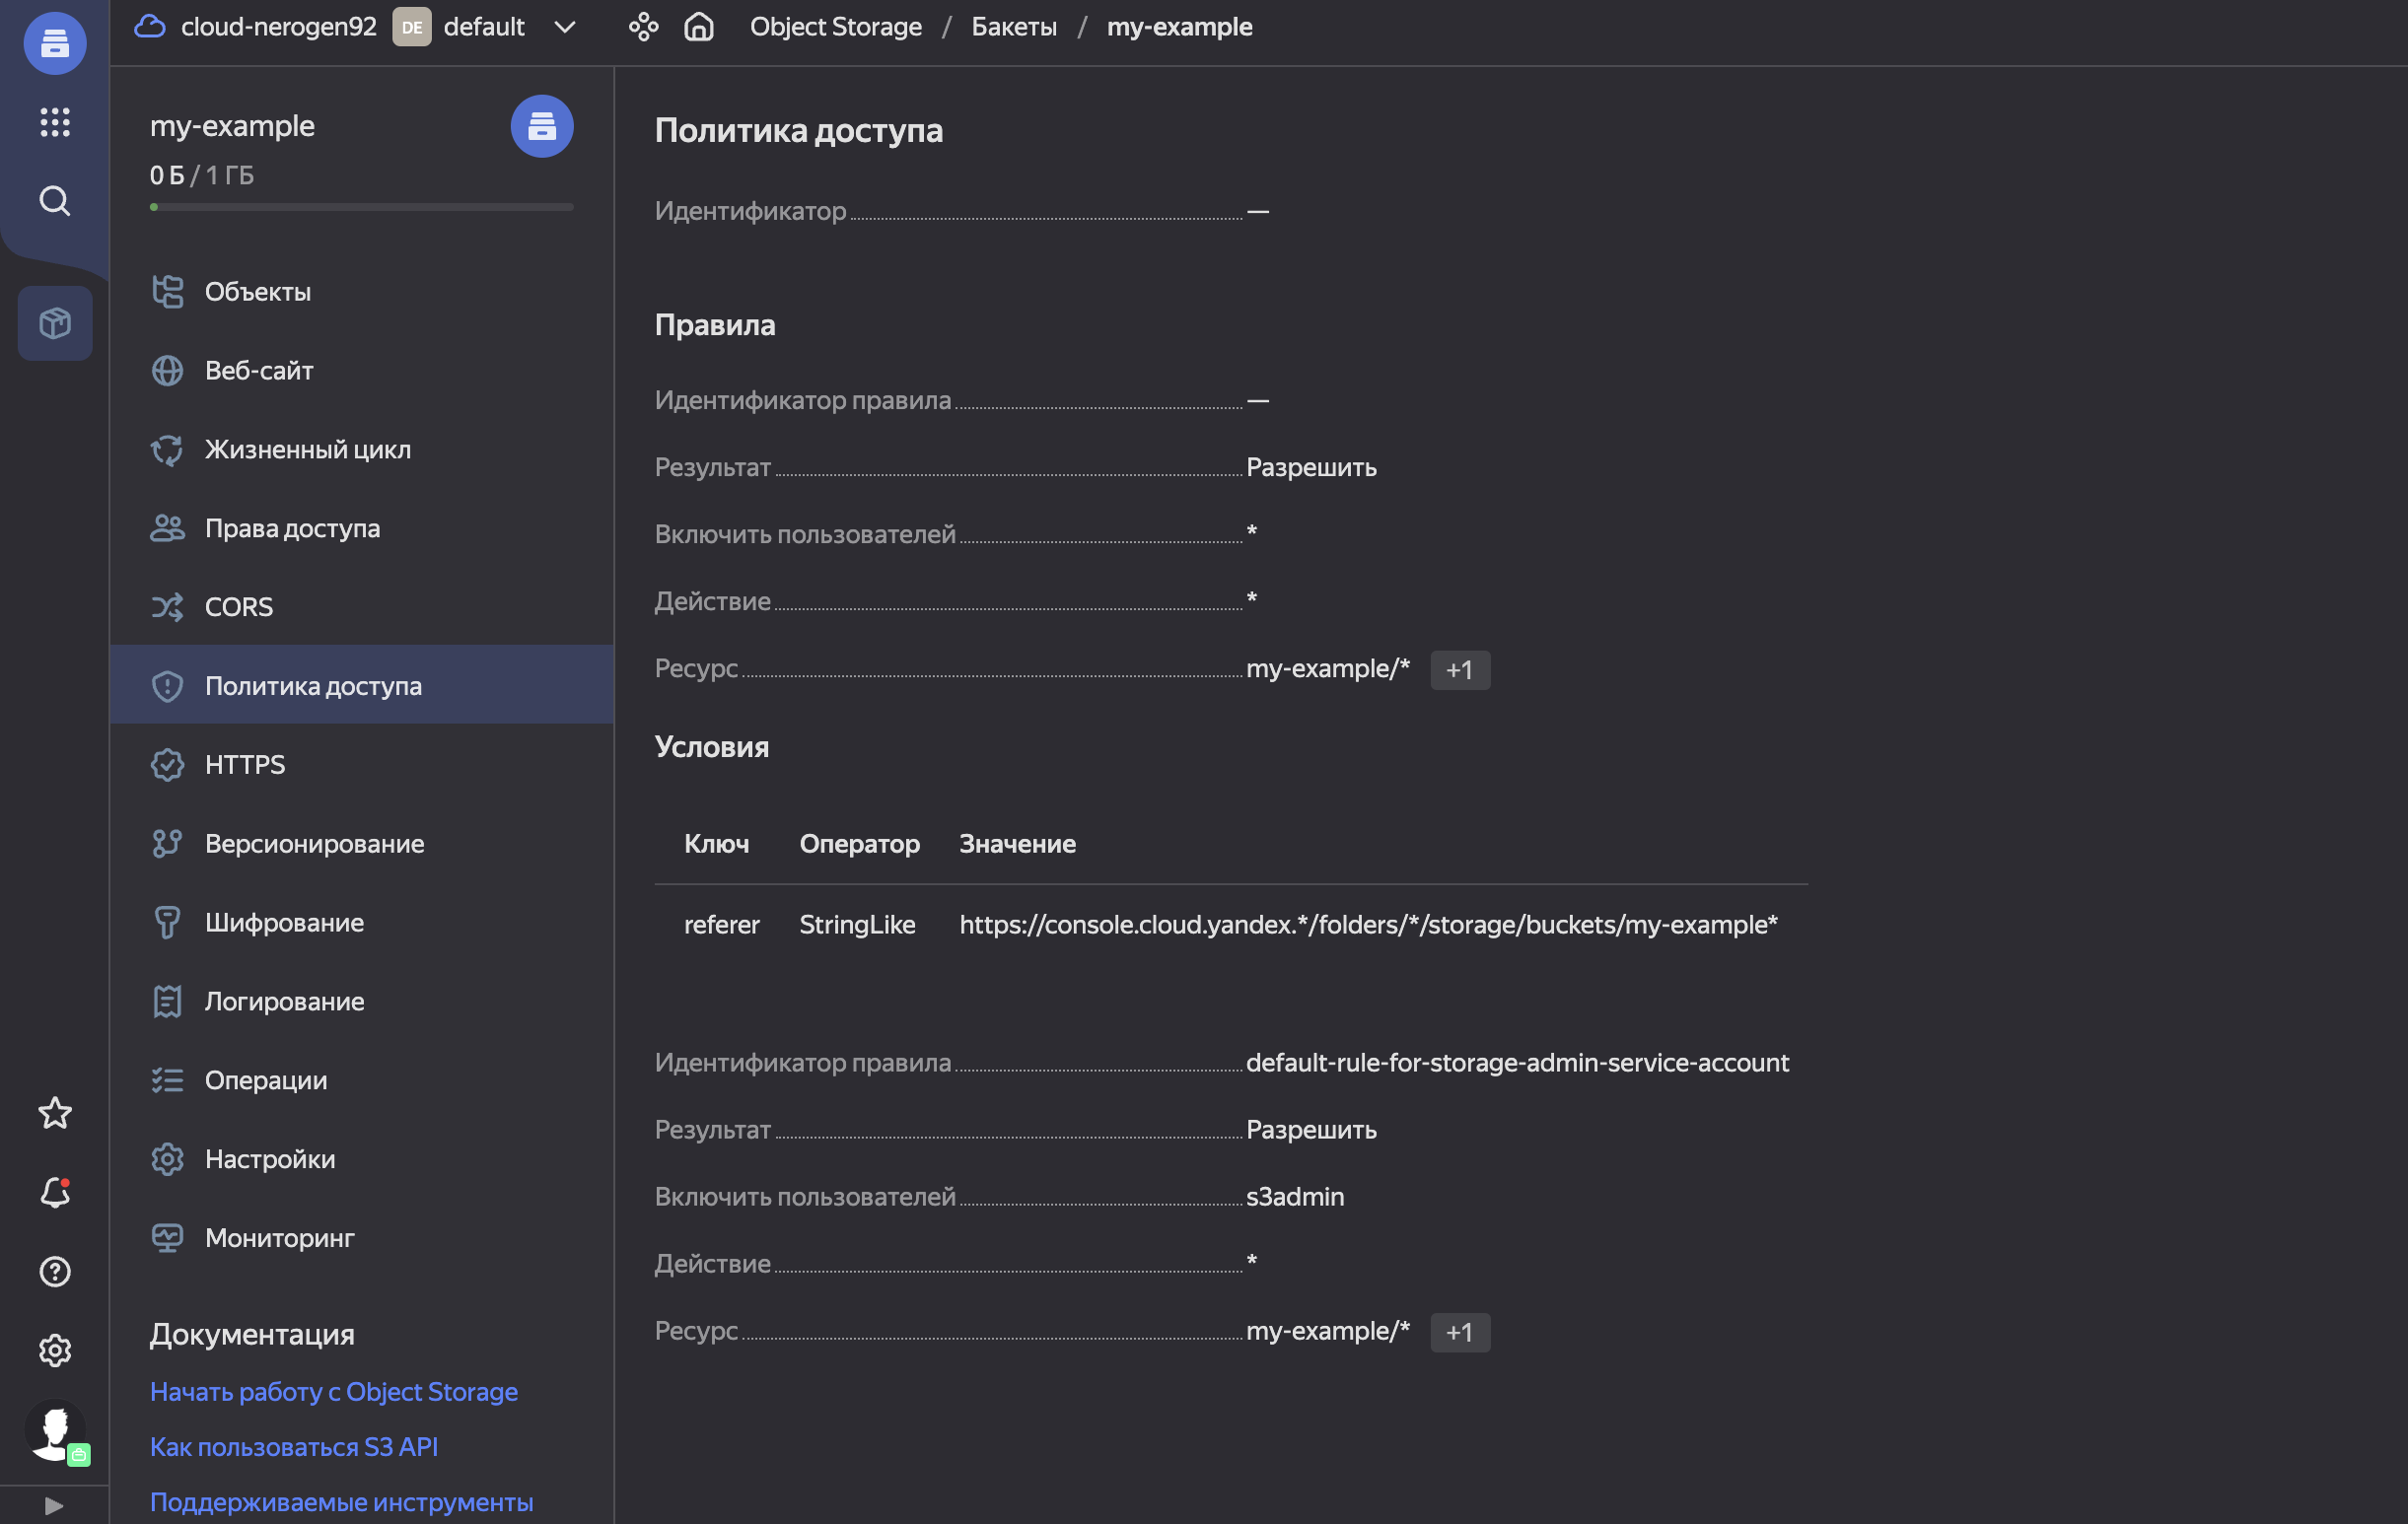 cloud-nerogen92 DE default Object Storage / Бакеты / my-example
my-example
0 Б / 1 ГБ
Объекты
Веб-сайт
Жизненный цикл
Права доступа
CORS
Политика доступа
HTTPS
Версионирование
Шифрование
Логирование
Операции
Настройки
Мониторинг
Документация
Начать работу с Object Storage
Как пользоваться S3 API
Поддерживаемые инструменты
Политика доступа
Идентификатор —
Правила
Идентификатор правила —
Результат Разрешить
Включить пользователей *
Действие *
Ресурс my-example/* +1
Условия
Ключ Оператор Значение
referer StringLike https://console.cloud.yandex.*/folders/*/storage/buckets/my-example*
Идентификатор правила default-rule-for-storage-admin-service-account
Результат Разрешить
Включить пользователей s3admin
Действие *
Ресурс my-example/* +1